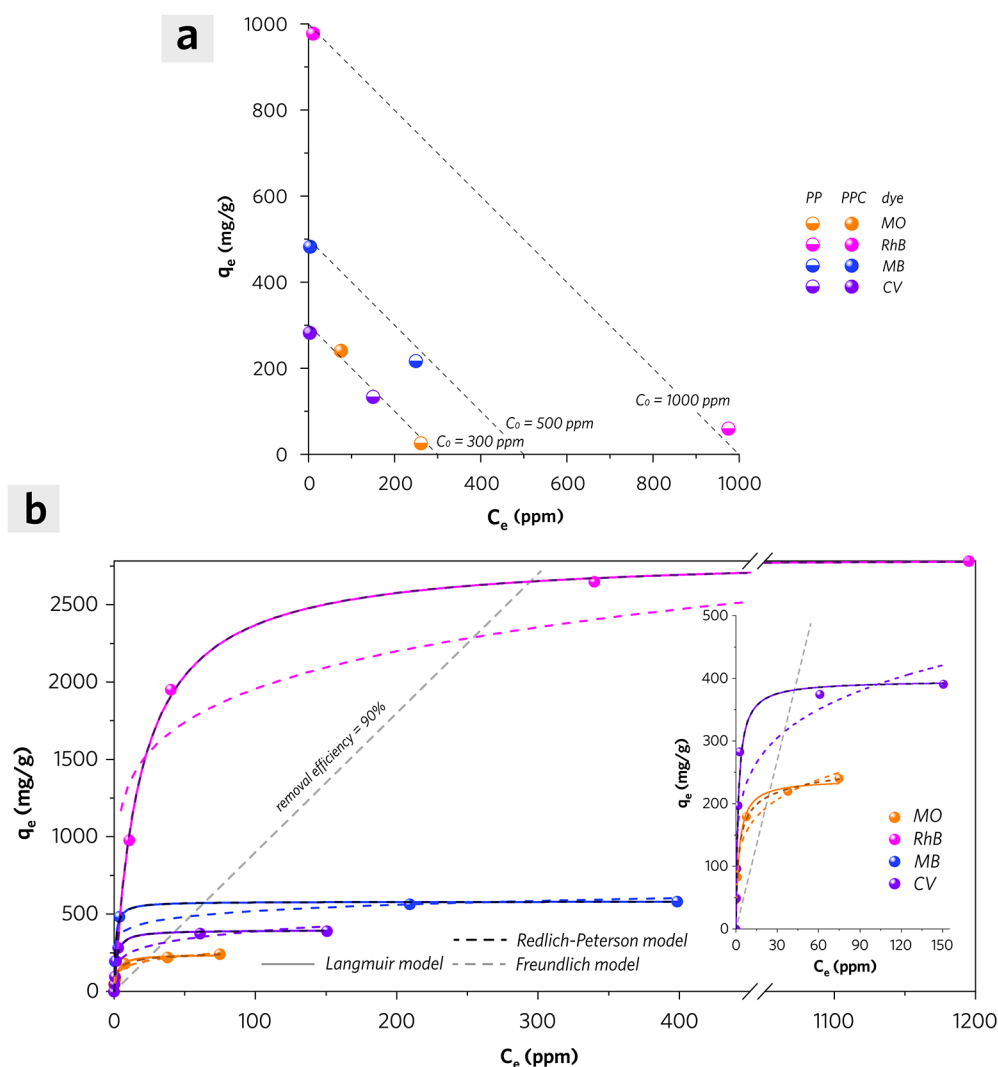 a
1000
800
600
400
200
0
qe (mg/g)
0 200 400 600 800 1000
Ce (ppm)
C₀ = 300 ppm
C₀ = 500 ppm
C₀ = 1000 ppm
PP PPC dye
MO
RhB
MB
CV
b
2500
2000
1500
1000
500
0
qe (mg/g)
removal efficiency = 90%
Redlich-Peterson model
Langmuir model
Freundlich model
0 100 200 300 400 1100 1200
Ce (ppm)
500
400
300
200
100
0
qe (mg/g)
MO
RhB
MB
CV
0 30 60 90 120 150
Ce (ppm)